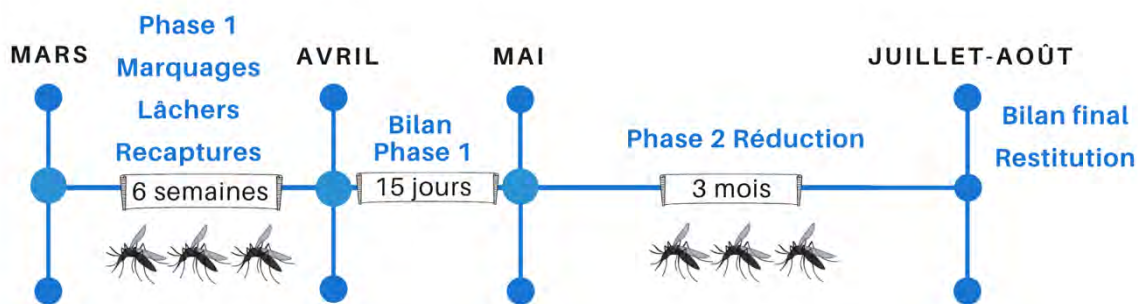 MARS
Phase 1
Marquages
Lâchers
Recaptures
6 semaines
AVRIL
Bilan
Phase 1
15 jours
MAI
Phase 2 Réduction
3 mois
JUILLET-AOÛT
Bilan final
Restitution